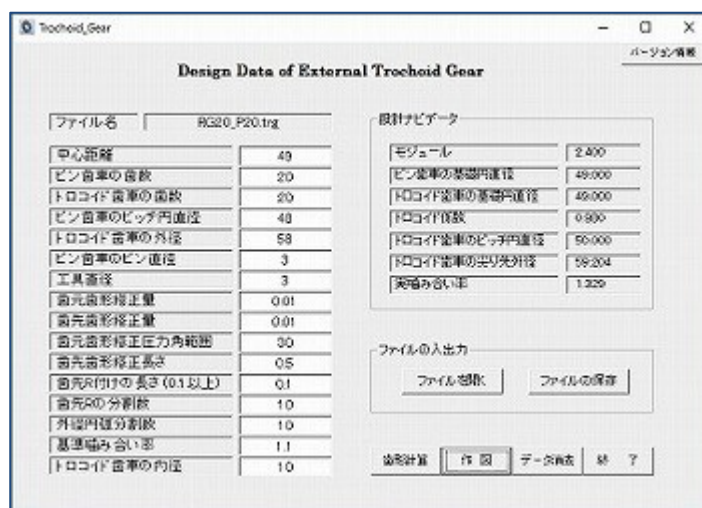 Trochoid_Gear
バージョン情報
Design Data of External Trochoid Gear
ファイル名 RG20_P20.trg
中心距離 49
ピン歯車の歯数 20
トロコイド歯車の歯数 20
ピン歯車のピッチ円直径 48
トロコイド歯車の外径 58
ピン歯車のピン直径 3
工具直径 3
歯元歯形修正量 0.01
歯先歯形修正量 0.01
歯元歯形修正圧力角範囲 30
歯先歯形修正長さ 0.5
歯先R付けの長さ(0.1以上) 0.1
歯先Rの分割数 10
外径円弧分割数 10
基準噛み合い率 1.1
トロコイド歯車の内径 10
設計ナビデータ
モジュール 2.400
ピン歯車の基礎円直径 49.000
トロコイド歯車の基礎円直径 49.000
トロコイド係数
トロコイド歯車のピッチ円直径 50.000
トロコイド歯車の尖り先外径 59.204
実噛み合い率 1.329
ファイルの入出力
ファイルを開く ファイルの保存
歯形計算 作 図 データ消去 終 了